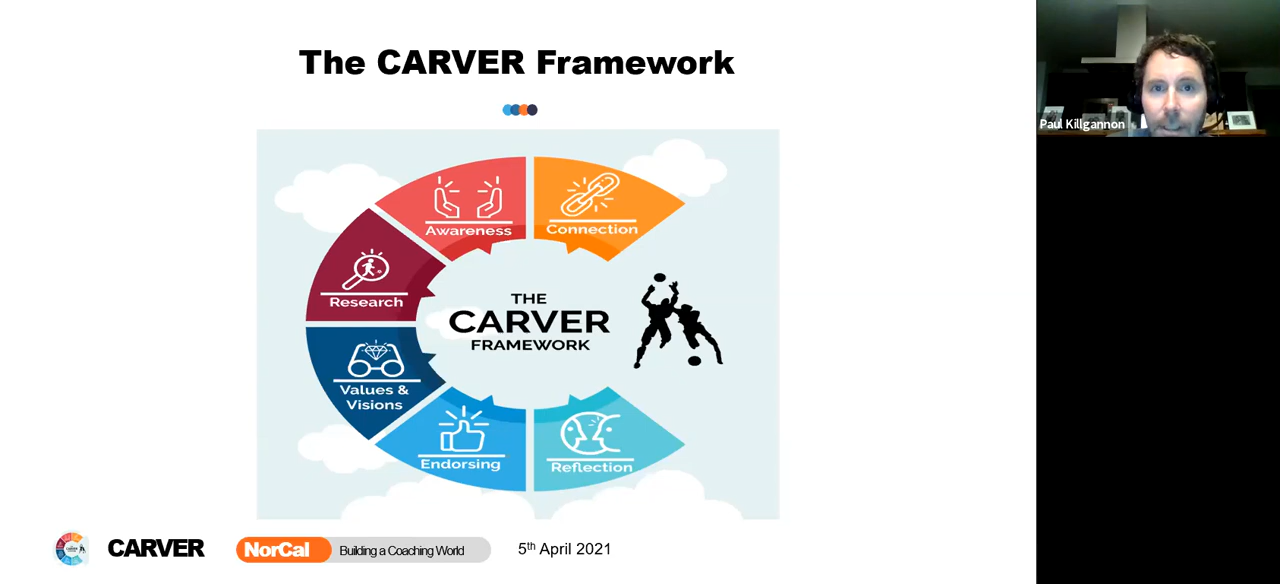 The CARVER Framework
Paul Killgannon
Awareness
Connection
Research
THE
CARVER
FRAMEWORK
Values &
Visions
Endorsing
Reflection
CARVER
NorCal
Building a Coaching World
5th April 2021